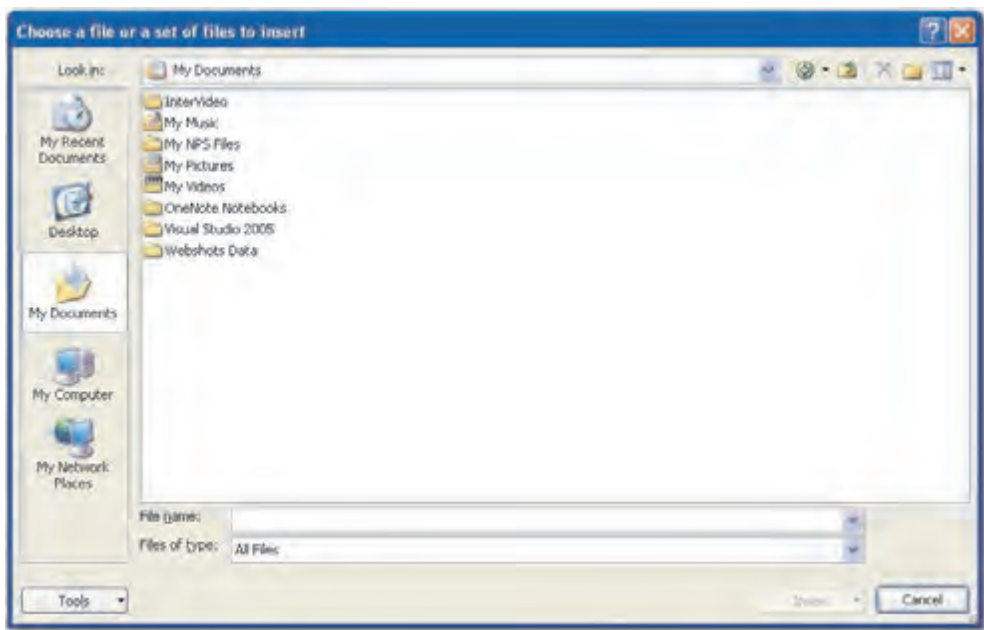 Choose a file or a set of files to insert
Look in:
My Documents
InterVideo
My Music
My NPS Files
My Pictures
My Videos
OneNote Notebooks
Visual Studio 2005
Webshots Data
My Recent
Documents
Desktop
My Documents
My Computer
My Network
Places
File name:
Files of type:
All Files
Tools
Insert
Cancel